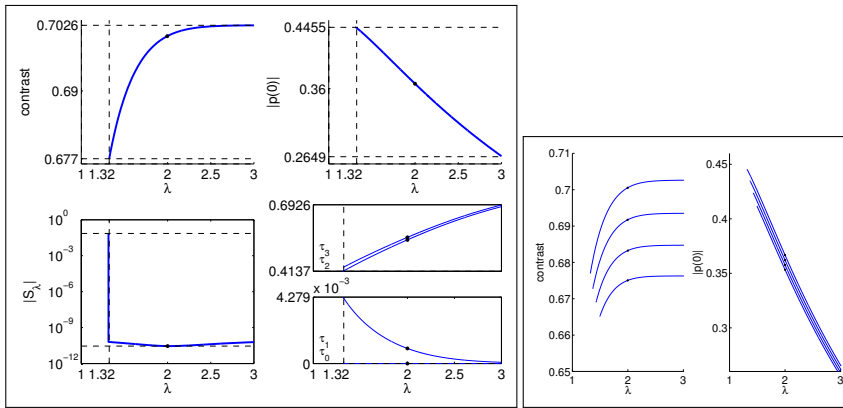 0.7026
0.69
0.677
contrast
1 1.32 2 2.5 3
λ
0.4455
0.36
0.2649
|p(0)|
1 1.32 2 2.5 3
λ
10^0
10^-3
10^-6
10^-10
10^-12
|S_λ|
1 1.32 2 2.5 3
λ
0.6926
0.4137
τ_3
τ_2
4.279 x 10^-3
0
τ_1
τ_0
1 1.32 2 2.5 3
λ
0.71
0.7
0.69
0.68
0.67
0.66
0.65
contrast
1 2 3
λ
0.45
0.4
0.35
0.3
|p(0)|
1 2 3
λ